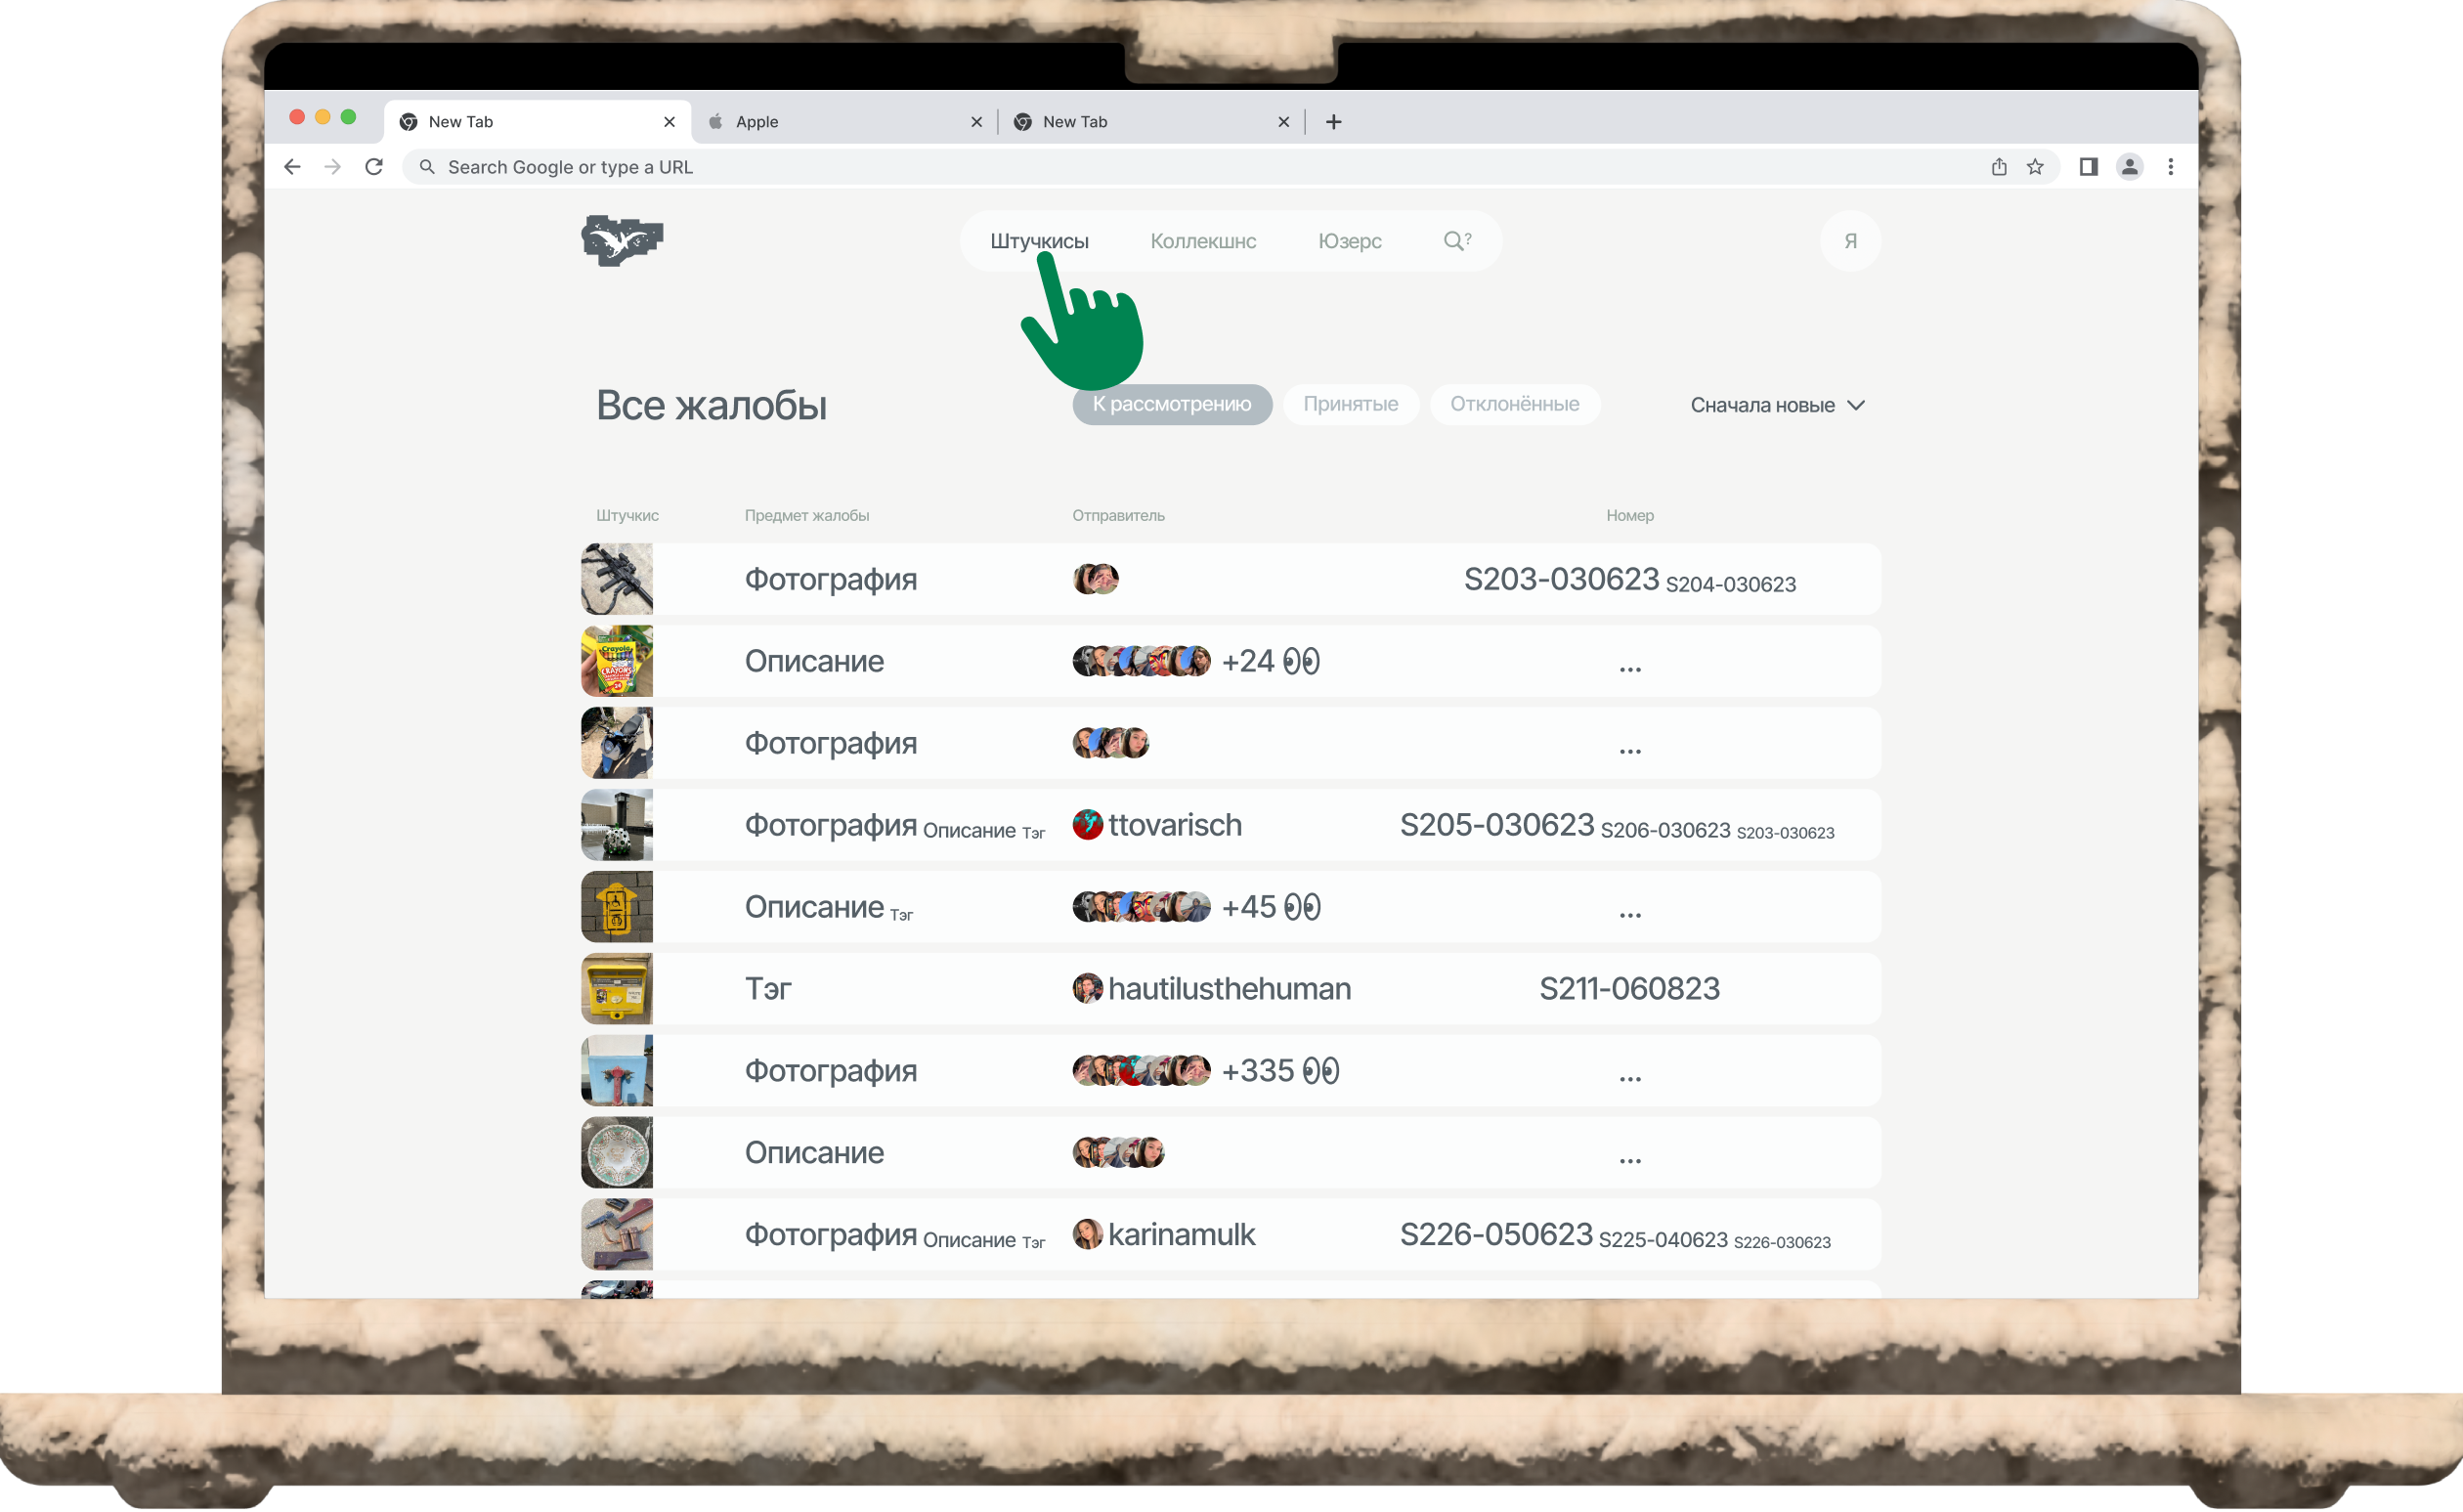 New Tab Apple New Tab
Search Google or type a URL
Штучкисы Коллекшнс Юзерс ? Я
Все жалобы К рассмотрению Принятые Отклонённые Сначала новые
Штучкис Предмет жалобы Отправитель Номер
Фотография S203-030623 S204-030623
Crayola
CRAYONS
24
Описание +24 ...
Фотография ...
Фотография Описание Тэг ttovarisch S205-030623 S206-030623 S203-030623
Описание Тэг +45 ...
Тэг hautilusthehuman S211-060823
Фотография +335 ...
Описание ...
Фотография Описание Тэг karinamulk S226-050623 S225-040623 S226-030623